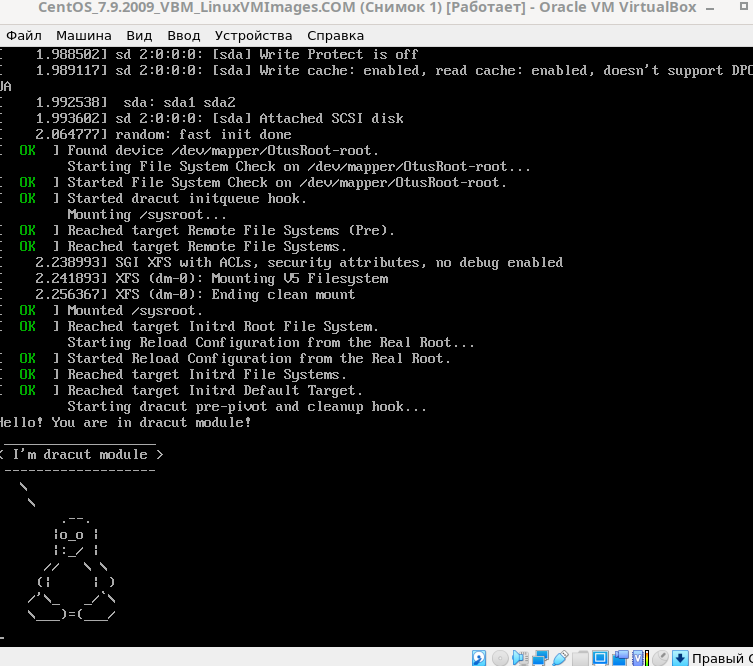 CentOS_7.9.2009_VBM_LinuxVMImages.COM (Снимок 1) [Работает] - Oracle VM VirtualBox
Файл Машина Вид Ввод Устройства Справка
[    1.988502] sd 2:0:0:0: [sda] Write Protect is off
[    1.989117] sd 2:0:0:0: [sda] Write cache: enabled, read cache: enabled, doesn't support DPO
UA
[    1.992538]  sda: sda1 sda2
[    1.993602] sd 2:0:0:0: [sda] Attached SCSI disk
[    2.064777] random: fast init done
[  OK  ] Found device /dev/mapper/OtusRoot-root.
         Starting File System Check on /dev/mapper/OtusRoot-root...
[  OK  ] Started File System Check on /dev/mapper/OtusRoot-root.
[  OK  ] Started dracut initqueue hook.
         Mounting /sysroot...
[  OK  ] Reached target Remote File Systems (Pre).
[  OK  ] Reached target Remote File Systems.
[    2.238993] SGI XFS with ACLs, security attributes, no debug enabled
[    2.241893] XFS (dm-0): Mounting V5 Filesystem
[    2.256367] XFS (dm-0): Ending clean mount
[  OK  ] Mounted /sysroot.
[  OK  ] Reached target Initrd Root File System.
         Starting Reload Configuration from the Real Root...
[  OK  ] Started Reload Configuration from the Real Root.
[  OK  ] Reached target Initrd File Systems.
[  OK  ] Reached target Initrd Default Target.
         Starting dracut pre-pivot and cleanup hook...
Hello! You are in dracut module!
 ___________________
< I'm dracut module >
 -------------------
   \
    \
        .--.
       |o_o |
       |:_/ |
      //   \ \
     (|     | )
    /'\_   _/`\
    \___)=(___/
Правый C